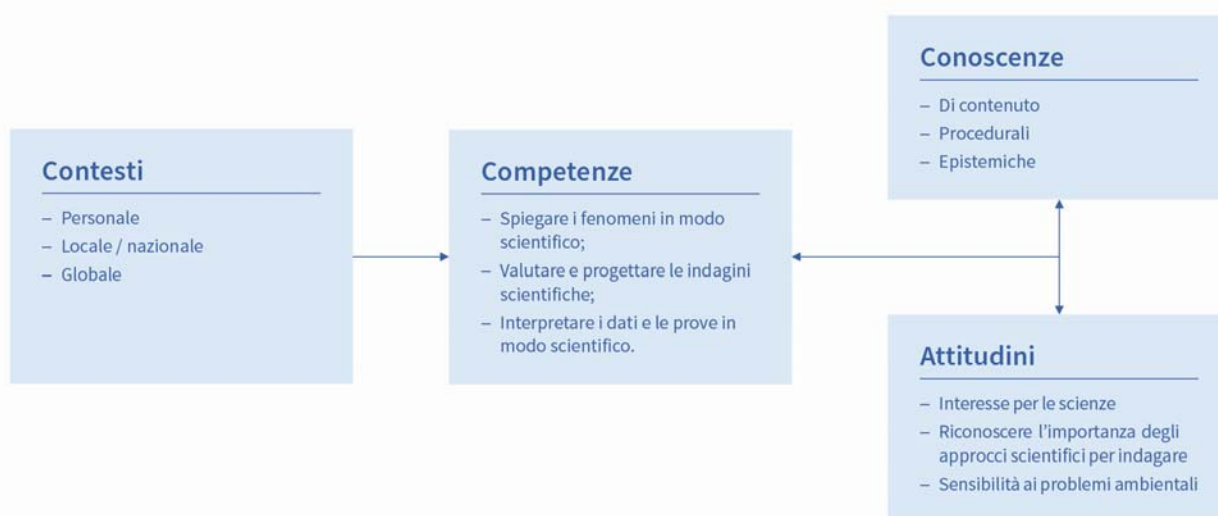 Contesti
– Personale
– Locale / nazionale
– Globale
Competenze
– Spiegare i fenomeni in modo
scientifico;
– Valutare e progettare le indagini
scientifiche;
– Interpretare i dati e le prove in
modo scientifico.
Conoscenze
– Di contenuto
– Procedurali
– Epistemiche
Attitudini
– Interesse per le scienze
– Riconoscere l’importanza degli
approcci scientifici per indagare
– Sensibilità ai problemi ambientali